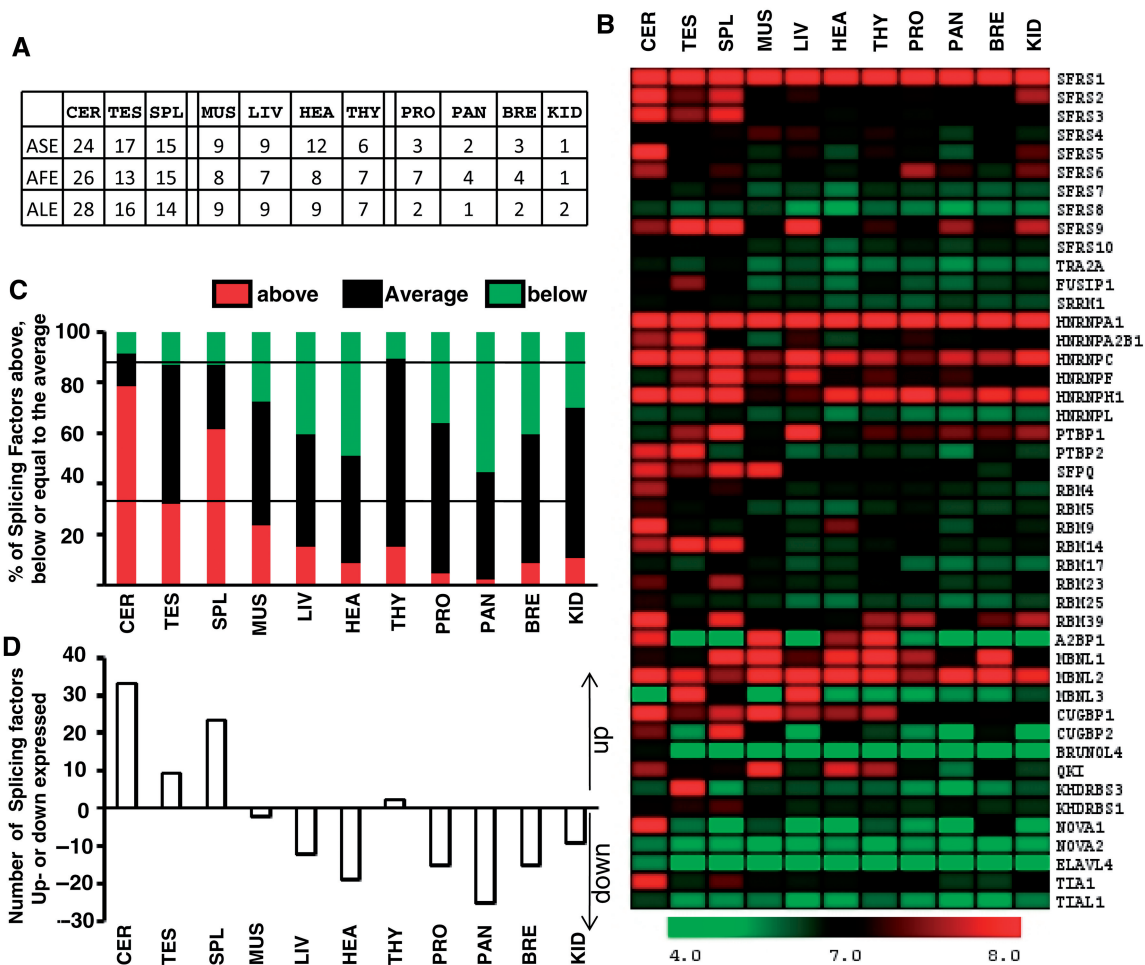 A
CER TES SPL MUS LIV HEA THY PRO PAN BRE KID
ASE 24 17 15 9 9 12 6 3 2 3 1
AFE 26 13 15 8 7 8 7 7 4 4 1
ALE 28 16 14 9 9 9 7 2 1 2 2
B
CER TES SPL MUS LIV HEA THY PRO PAN BRE KID
SFRS1
SFRS2
SFRS3
SFRS4
SFRS5
SFRS6
SFRS7
SFRS8
SFRS9
SFRS10
TRA2A
FUSIP1
SRRM1
HNRNPA1
HNRNPA2B1
HNRNPC
HNRNPF
HNRNPH1
HNRNPL
PTBP1
PTBP2
SFPQ
RBM4
RBM5
RBM9
RBM14
RBM17
RBM23
RBM25
RBM39
A2BP1
MBNL1
MBNL2
MBNL3
CUGBP1
CUGBP2
BRUNOL4
QKI
KHDRBS3
KHDRBS1
NOVA1
NOVA2
ELAVL4
TIA1
TIAL1
4.0 7.0 8.0
C
above Average below
% of Splicing Factors above,
below or equal to the average
100
80
60
40
20
CER TES SPL MUS LIV HEA THY PRO PAN BRE KID
D
Number of Splicing factors
Up- or down expressed
40
30
20
10
0
−10
−20
−30
up
down
CER TES SPL MUS LIV HEA THY PRO PAN BRE KID